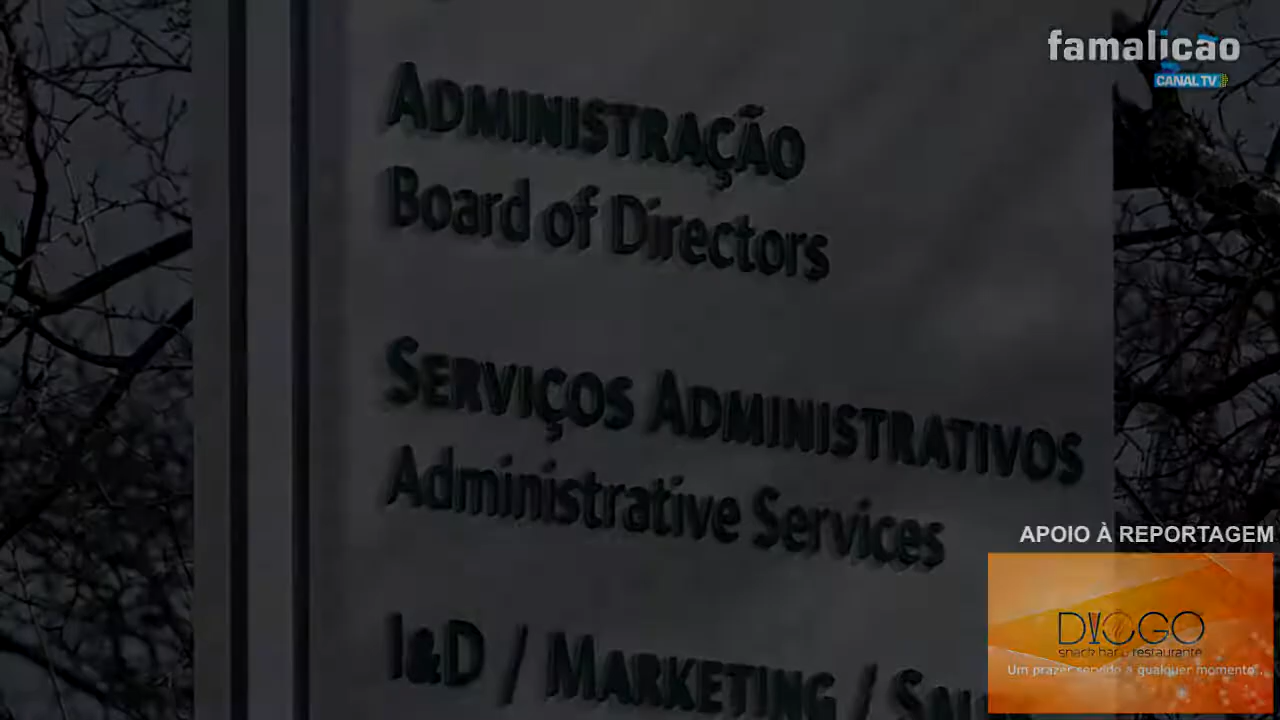 famalicão
CANAL TV
ADMINISTRAÇÃO
Board of Directors
SERVIÇOS ADMINISTRATIVOS
Administrative Services
I&D / MARKETING /
APOIO À REPORTAGEM
DIOGO
snack bar & restaurante
Um prazer servido a qualquer momento...